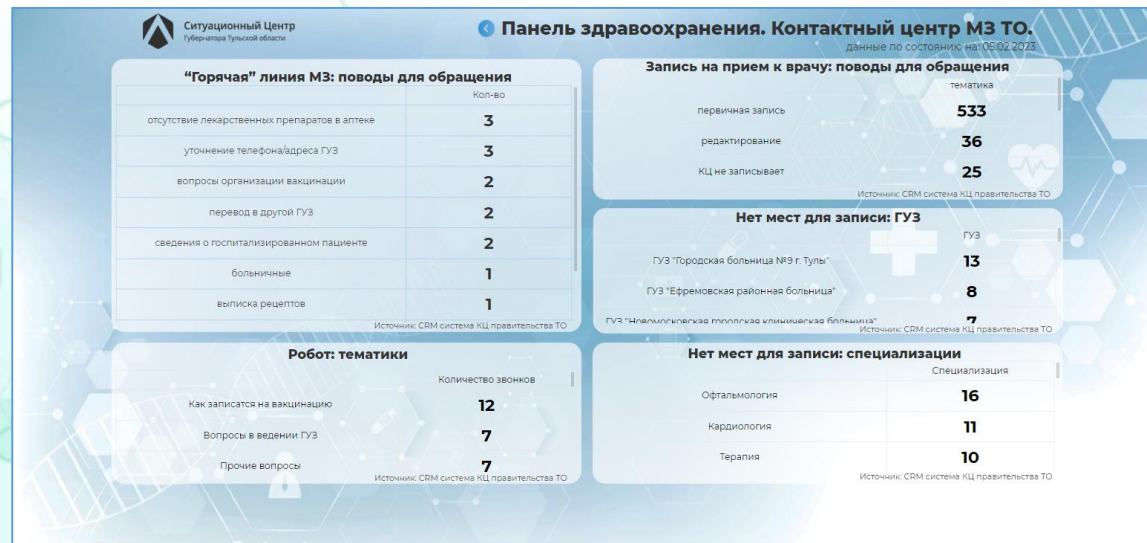 Ситуационный Центр
Губернатора Тульской области
Панель здравоохранения. Контактный центр МЗ ТО.
данные по состоянию на: 05.02.2023
“Горячая” линия МЗ: поводы для обращения
Кол-во
отсутствие лекарственных препаратов в аптеке 3
уточнение телефона/адреса ГУЗ 3
вопросы организации вакцинации 2
перевод в другой ГУЗ 2
сведения о госпитализированном пациенте 2
больничные 1
выписка рецептов 1
Источник: CRM система КЦ правительства ТО
Запись на прием к врачу: поводы для обращения
тематика
первичная запись 533
редактирование 36
КЦ не записывает 25
Источник: CRM система КЦ правительства ТО
Нет мест для записи: ГУЗ
ГУЗ
ГУЗ "Городская больница №9 г. Тулы" 13
ГУЗ "Ефремовская районная больница" 8
ГУЗ "Новомосковская городская клиническая больница" 7
Источник: CRM система КЦ правительства ТО
Робот: тематики
Количество звонков
Как записатся на вакцинацию 12
Вопросы в ведении ГУЗ 7
Прочие вопросы 7
Источник: CRM система КЦ правительства ТО
Нет мест для записи: специализации
Специализация
Офтальмология 16
Кардиология 11
Терапия 10
Источник: CRM система КЦ правительства ТО